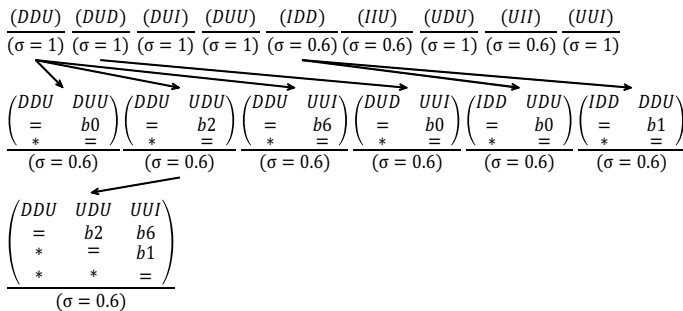 (DDU) (DUD) (DUI) (DUU) (IDD) (IIU) (UDU) (UII) (UUI)
(σ = 1) (σ = 1) (σ = 1) (σ = 1) (σ = 0.6) (σ = 0.6) (σ = 1) (σ = 0.6) (σ = 1)
(DDU DUU) (DDU UDU) (DDU UUI) (DUD UUI) (IDD UDU) (IDD DDU)
= b0 = b2 = b6 = b0 = b0 = b1
* = * = * = * = * = * =
(σ = 0.6) (σ = 0.6) (σ = 0.6) (σ = 0.6) (σ = 0.6) (σ = 0.6)
(DDU UDU UUI)
= b2 b6
* = b1
* * =
(σ = 0.6)